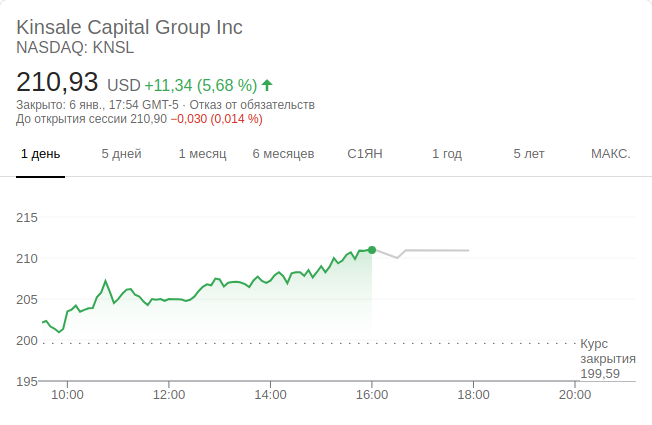 Kinsale Capital Group Inc
NASDAQ: KNSL
210,93 USD +11,34 (5,68 %)
Закрыто: 6 янв., 17:54 GMT-5 · Отказ от обязательств
До открытия сессии 210,90 −0,030 (0,014 %)
1 день 5 дней 1 месяц 6 месяцев С1ЯН 1 год 5 лет МАКС.
215
210
205
200
Курс
закрытия
199,59
195
10:00 12:00 14:00 16:00 18:00 20:00